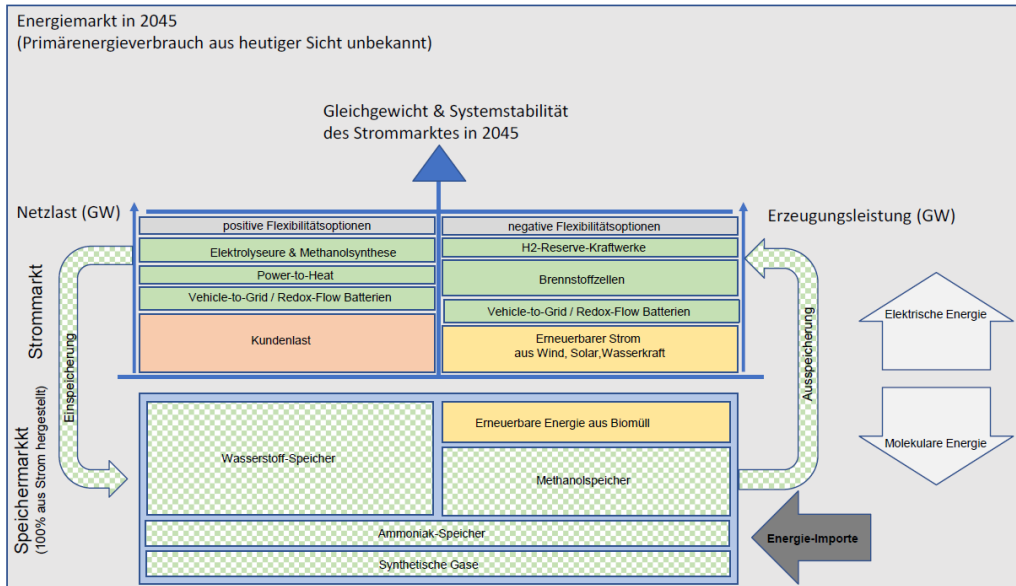 Energiemarkt in 2045
(Primärenergieverbrauch aus heutiger Sicht unbekannt)
Gleichgewicht & Systemstabilität
des Strommarktes in 2045
Netzlast (GW)
Erzeugungsleistung (GW)
positive Flexibilitätsoptionen
negative Flexibilitätsoptionen
Elektrolyseure & Methanolsynthese
H2-Reserve-Kraftwerke
Power-to-Heat
Brennstoffzellen
Vehicle-to-Grid / Redox-Flow Batterien
Vehicle-to-Grid / Redox-Flow Batterien
Kundenlast
Erneuerbarer Strom
aus Wind, Solar,Wasserkraft
Strommarkt
Einspeicherung
Ausspeicherung
Elektrische Energie
Molekulare Energie
Speichermarkkt
(100% aus Strom hergestellt)
Wasserstoff-Speicher
Erneuerbare Energie aus Biomüll
Methanolspeicher
Ammoniak-Speicher
Synthetische Gase
Energie-Importe